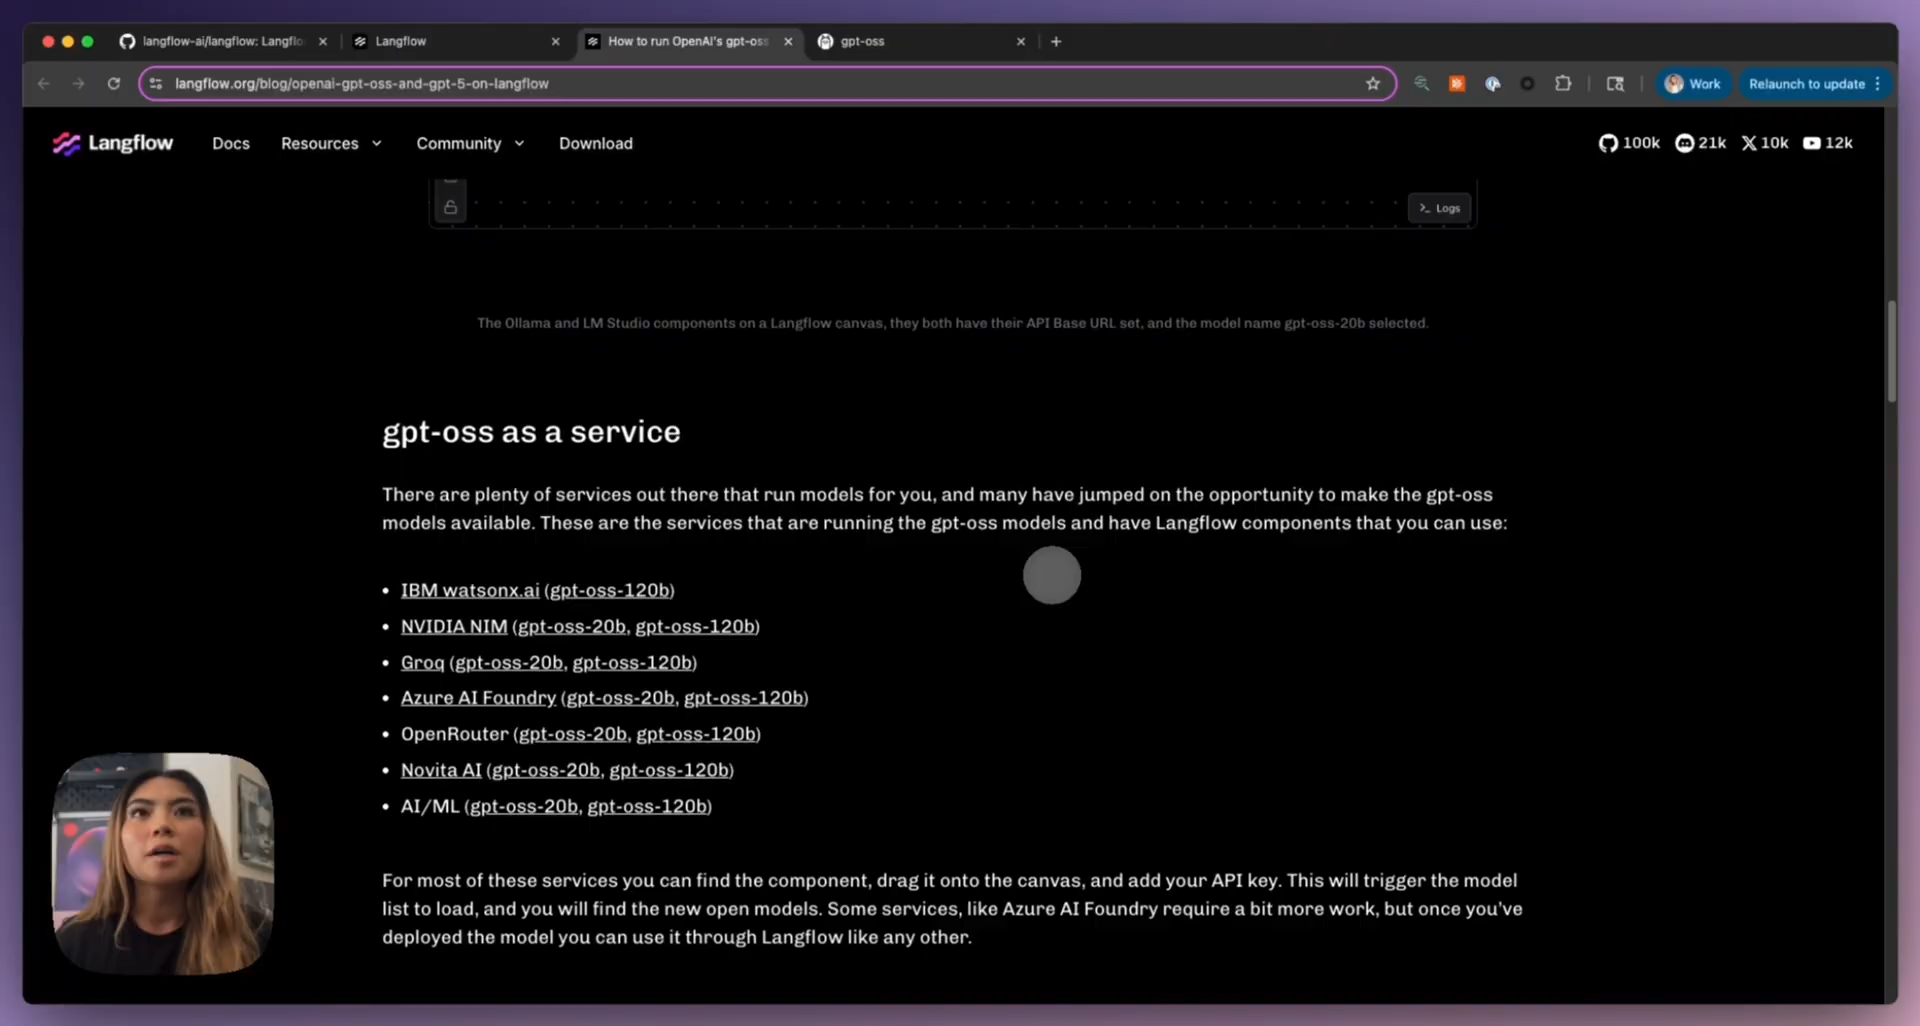 langflow-ai/langflow: Langflo
Langflow
How to run OpenAI's gpt-oss
gpt-oss
langflow.org/blog/openai-gpt-oss-and-gpt-5-on-langflow
Work
Relaunch to update
Langflow
Docs
Resources
Community
Download
100k
21k
10k
12k
>_ Logs
The Ollama and LM Studio components on a Langflow canvas, they both have their API Base URL set, and the model name gpt-oss-20b selected.
gpt-oss as a service
There are plenty of services out there that run models for you, and many have jumped on the opportunity to make the gpt-oss
models available. These are the services that are running the gpt-oss models and have Langflow components that you can use:
• IBM watsonx.ai (gpt-oss-120b)
• NVIDIA NIM (gpt-oss-20b, gpt-oss-120b)
• Groq (gpt-oss-20b, gpt-oss-120b)
• Azure AI Foundry (gpt-oss-20b, gpt-oss-120b)
• OpenRouter (gpt-oss-20b, gpt-oss-120b)
• Novita AI (gpt-oss-20b, gpt-oss-120b)
• AI/ML (gpt-oss-20b, gpt-oss-120b)
For most of these services you can find the component, drag it onto the canvas, and add your API key. This will trigger the model
list to load, and you will find the new open models. Some services, like Azure AI Foundry require a bit more work, but once you've
deployed the model you can use it through Langflow like any other.